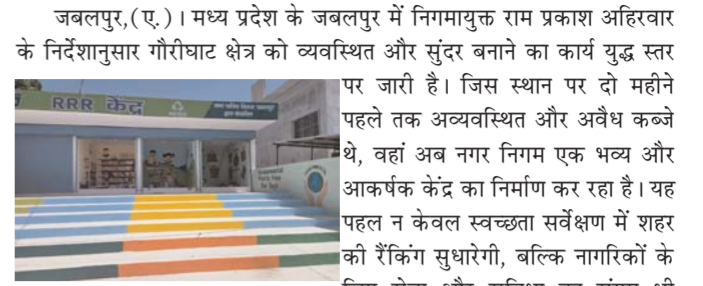 जबलपुर,(ए.)। मध्य प्रदेश के जबलपुर में निगमायुक्त राम प्रकाश अहिरवार
के निर्देशानुसार गौरीघाट क्षेत्र को व्यवस्थित और सुंदर बनाने का कार्य युद्ध स्तर
पर जारी है। जिस स्थान पर दो महीने
पहले तक अव्यवस्थित और अवैध कब्जे
थे, वहां अब नगर निगम एक भव्य और
आकर्षक केंद्र का निर्माण कर रहा है। यह
पहल न केवल स्वच्छता सर्वेक्षण में शहर
की रैंकिंग सुधारेगी, बल्कि नागरिकों के
RRR केंद्र